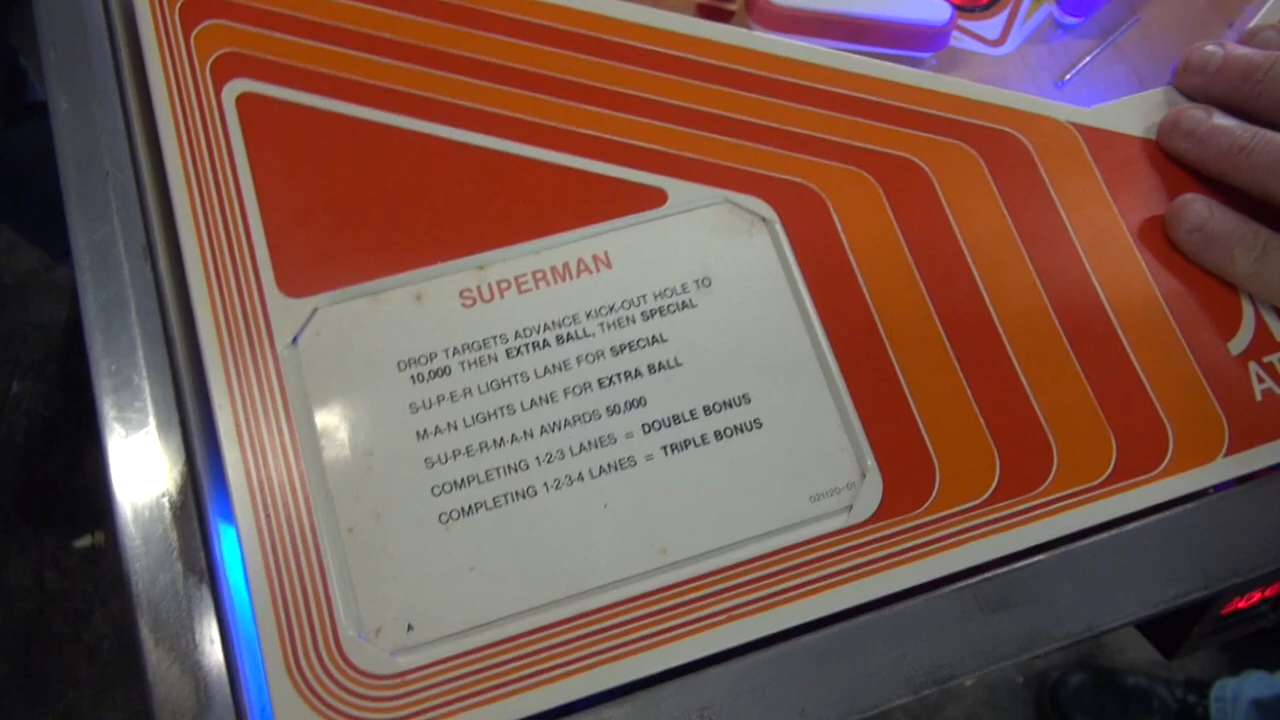 SUPERMAN
DROP TARGETS ADVANCE KICK-OUT HOLE TO
10,000 THEN EXTRA BALL, THEN SPECIAL
S-U-P-E-R LIGHTS LANE FOR SPECIAL
M-A-N LIGHTS LANE FOR EXTRA BALL
S-U-P-E-R-M-A-N AWARDS 50,000
COMPLETING 1-2-3 LANES = DOUBLE BONUS
COMPLETING 1-2-3-4 LANES = TRIPLE BONUS
021120-01
A
AT